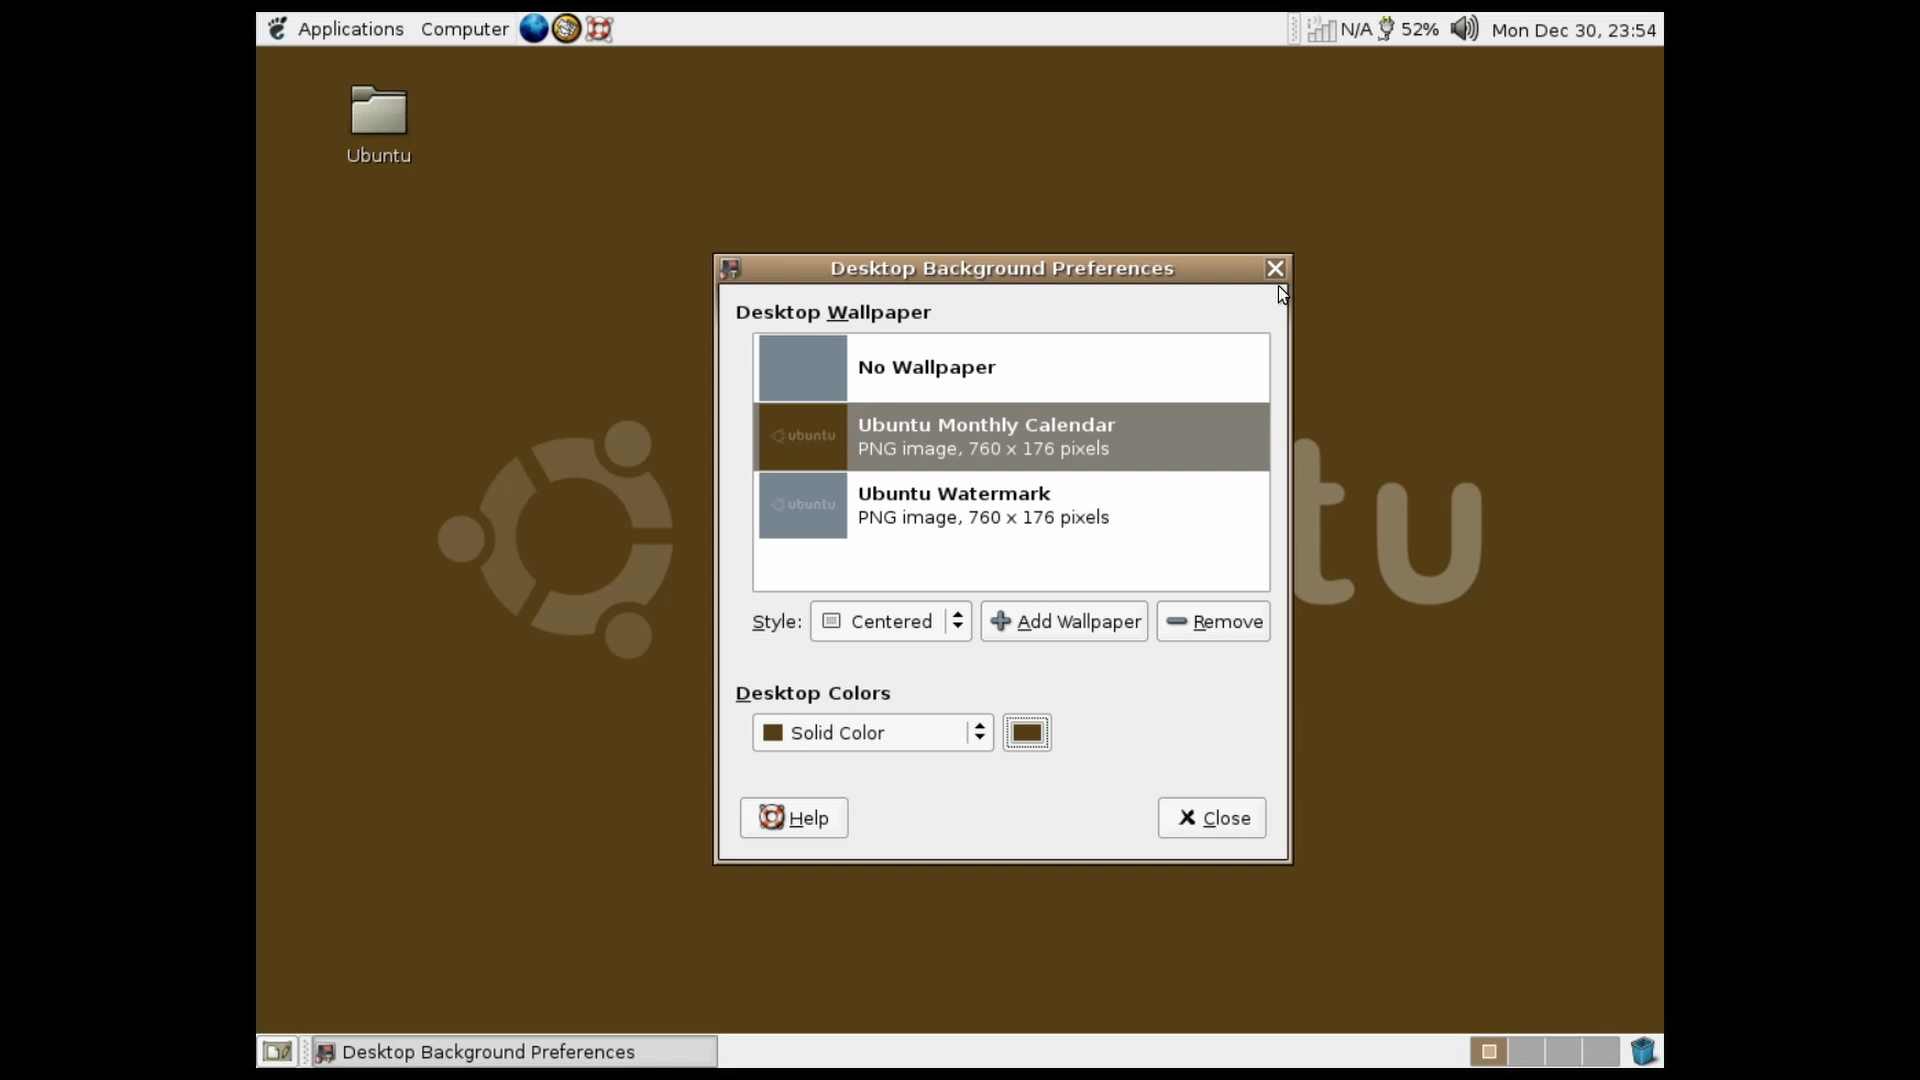 Applications Computer N/A 52% Mon Dec 30, 23:54
Ubuntu
Desktop Background Preferences
Desktop Wallpaper
No Wallpaper
ubuntu
Ubuntu Monthly Calendar
PNG image, 760 x 176 pixels
ubuntu
Ubuntu Watermark
PNG image, 760 x 176 pixels
tu
Style: Centered Add Wallpaper Remove
Desktop Colors
Solid Color
Help Close
Desktop Background Preferences